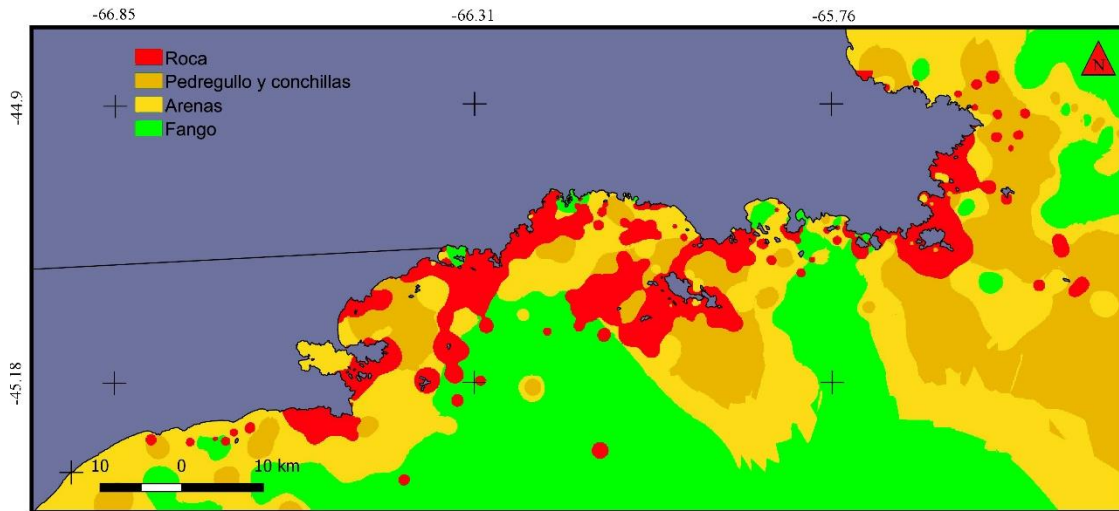 -66.85 -66.31 -65.76
N
Roca
Pedregullo y conchillas
Arenas
Fango
-44.9
-45.18
10 0 10 km